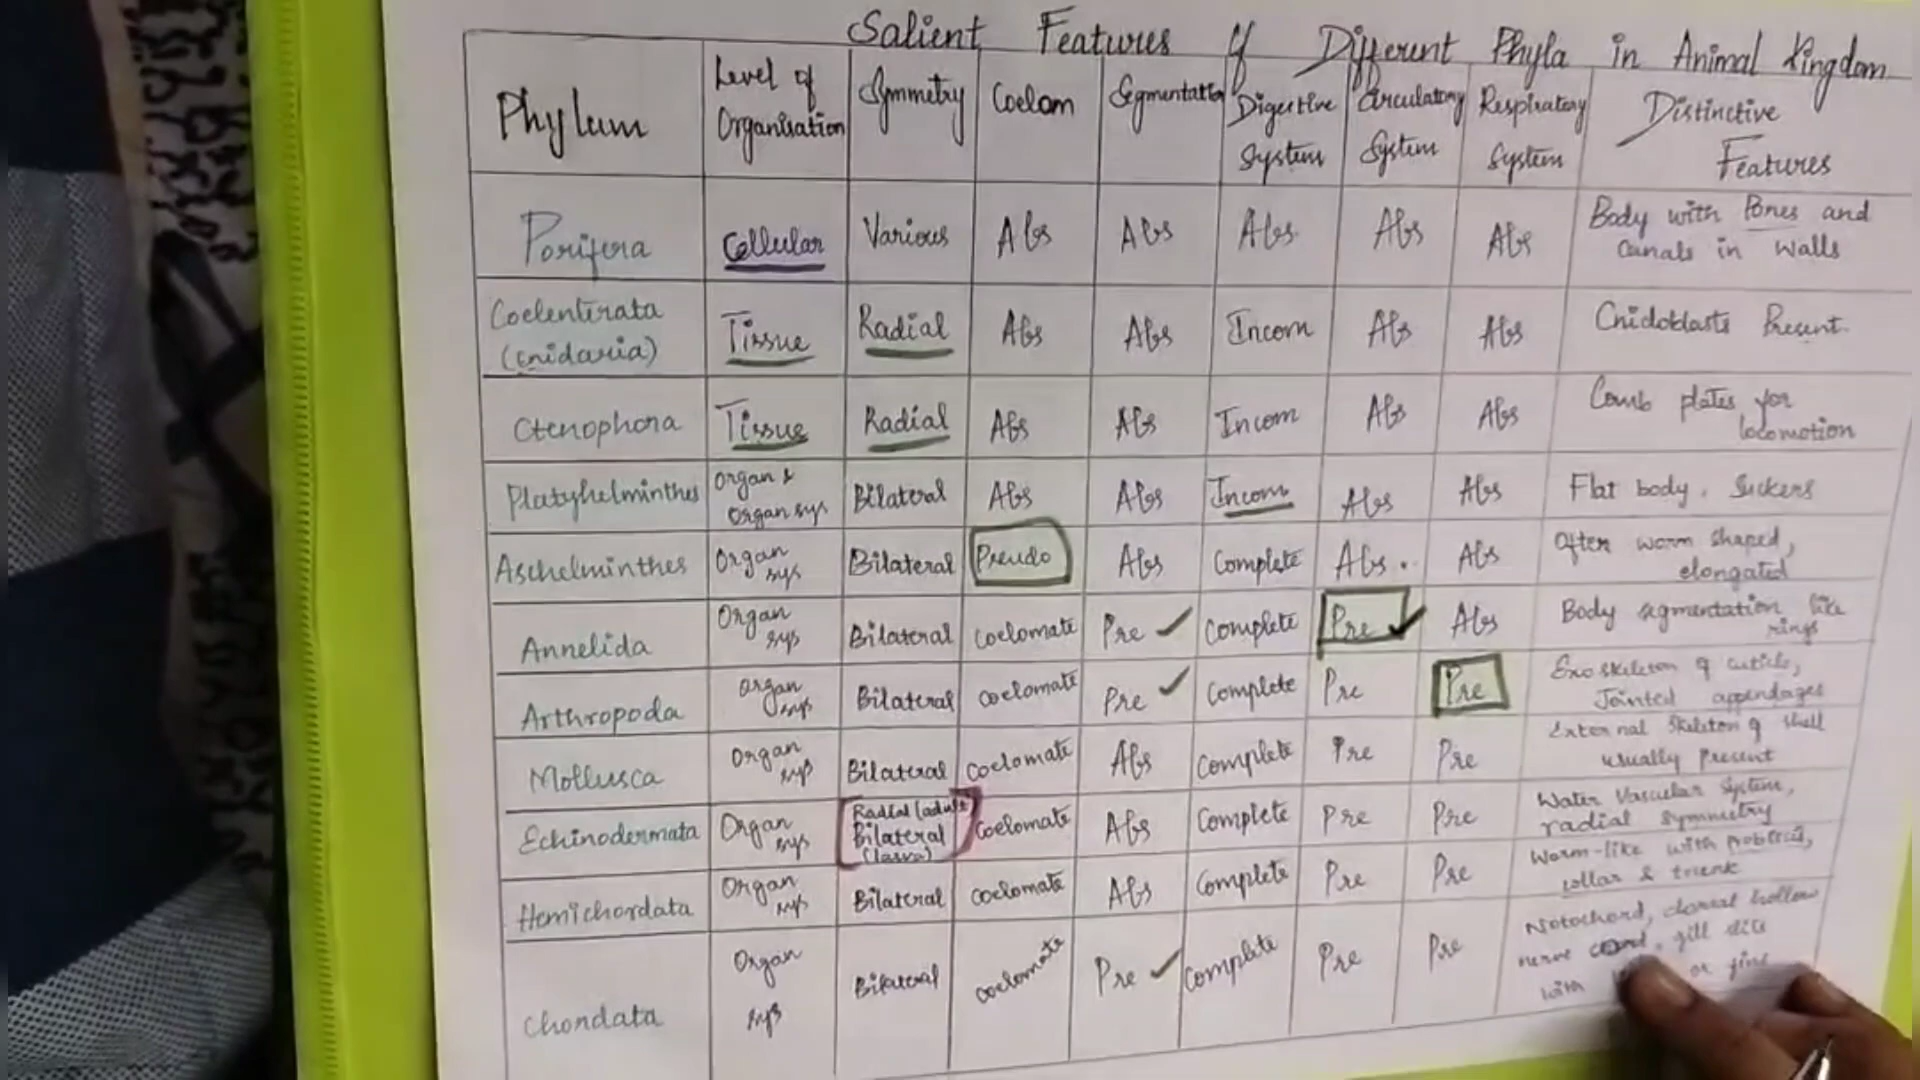 Salient Features of Different Phyla in Animal Kingdom
Phylum
Level of
Organisation
Symmetry
Coelom
Segmentation
Digestive
System
Circulatory
System
Respiratory
System
Distinctive
Features
Porifera
Cellular
Various
Abs
Abs
Abs.
Abs
Abs
Body with Pores and
canals in walls
Coelenterata
(cnidaria)
Tissue
Radial
Abs
Abs
Incom
Abs
Abs
Cnidoblasts Present.
Ctenophora
Tissue
Radial
Abs
Abs
Incom
Abs
Abs
Comb plates for
locomotion
Platyhelminthes
Organ &
Organ sys
Bilateral
Abs
Abs
Incom
Abs
Abs
Flat body, Suckers
Aschelminthes
Organ
sys
Bilateral
Pseudo
Abs
Complete
Abs.
Abs
Often worm shaped,
elongated
Annelida
Organ
sys
Bilateral
coelomate
Pre ✓
Complete
Pre ✓
Abs
Body segmentation like
rings
Arthropoda
Organ
sys
Bilateral
coelomate
Pre ✓
Complete
Pre
Pre
Exoskeleton of cuticle,
Jointed appendages
Mollusca
Organ
sys
Bilateral
coelomate
Abs
Complete
Pre
Pre
External skeleton of shell
usually present
Echinodermata
Organ
sys
Radial (adult
Bilateral
(larva)
coelomate
Abs
Complete
Pre
Pre
Water vascular system,
radial symmetry
Hemichordata
Organ
sys
Bilateral
coelomate
Abs
Complete
Pre
Pre
Worm-like with proboscis,
collar & trunk
Chordata
Organ
sys
Bilateral
coelomate
Pre ✓
Complete
Pre
Pre
Notochord, dorsal hollow
nerve cord, gill slits
with or fins